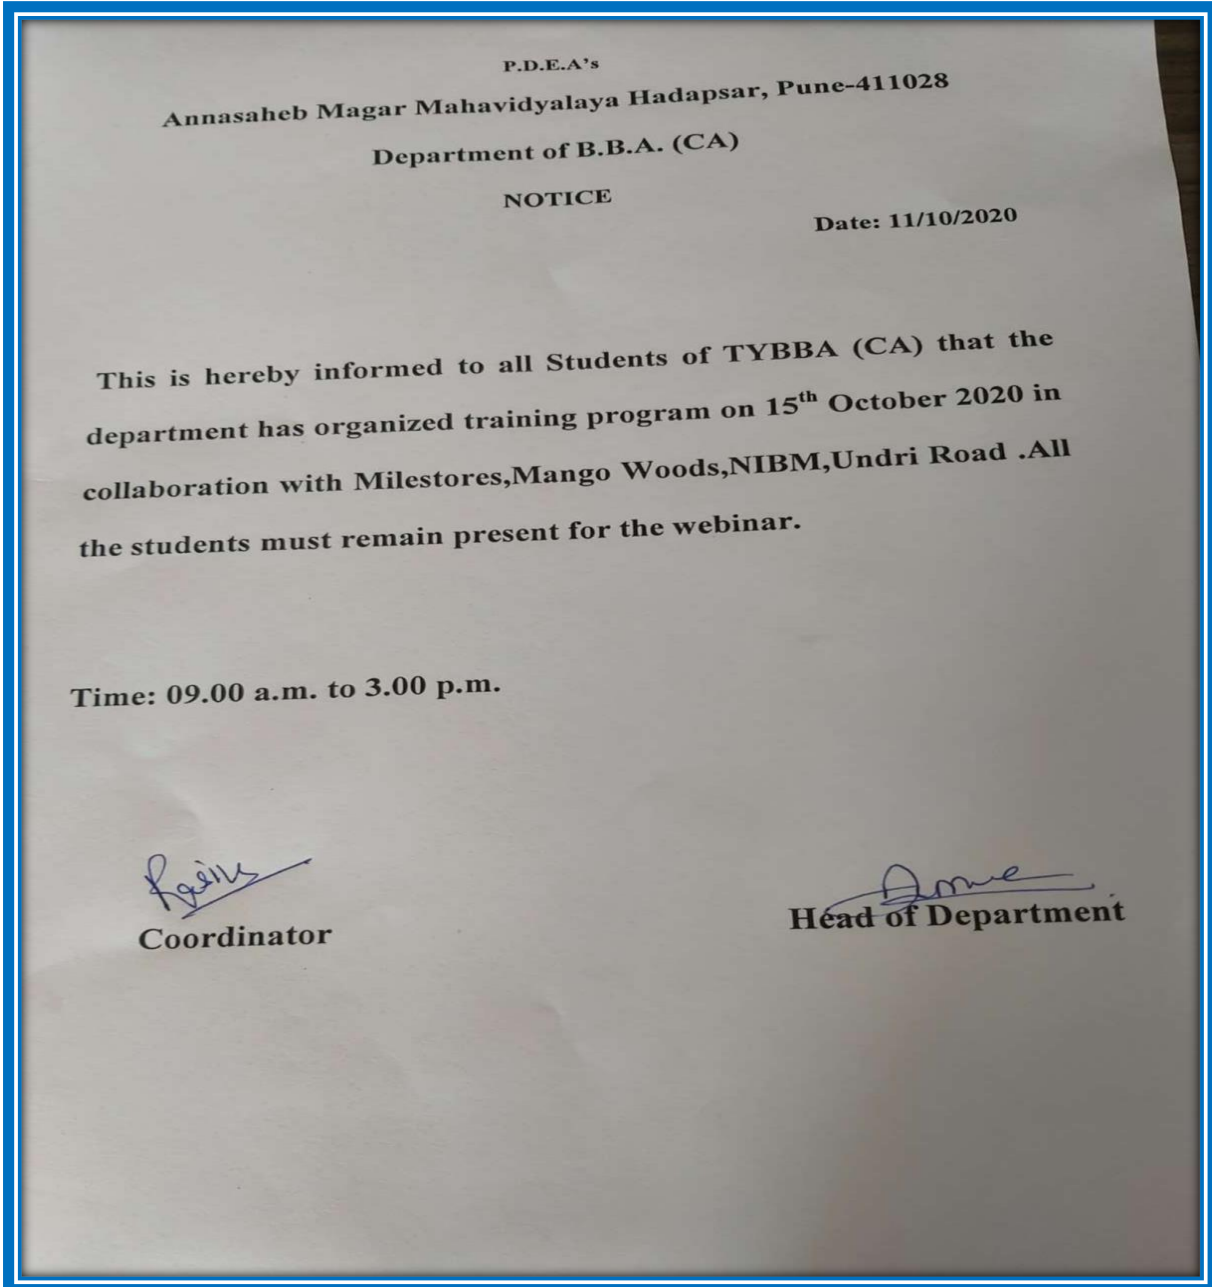 P.D.E.A's
Annasaheb Magar Mahavidyalaya Hadapsar, Pune-411028
Department of B.B.A. (CA)
NOTICE
Date: 11/10/2020
This is hereby informed to all Students of TYBBA (CA) that the
department has organized training program on 15th October 2020 in
collaboration with Milestores,Mango Woods,NIBM,Undri Road .All
the students must remain present for the webinar.
Time: 09.00 a.m. to 3.00 p.m.
Coordinator
Head of Department